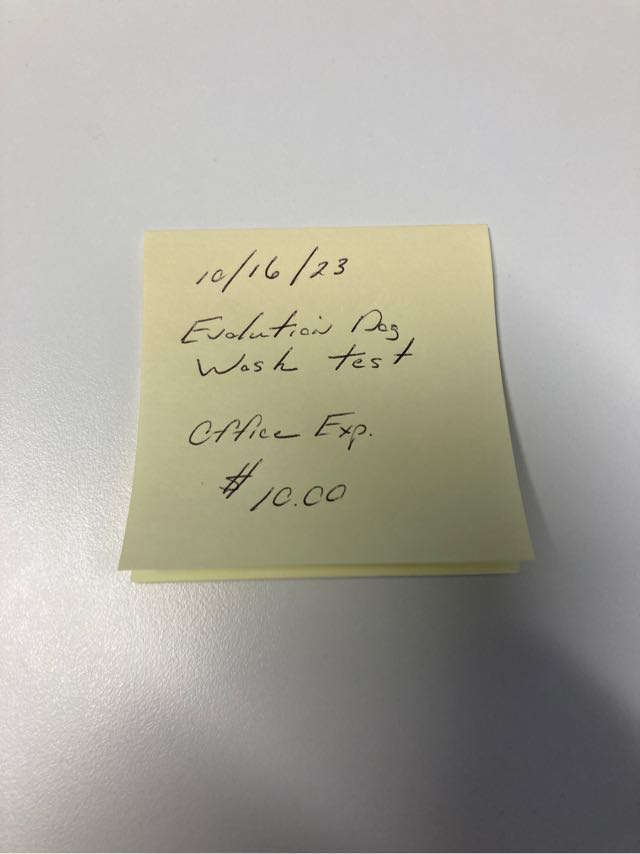 10/16/23
Evolution Dog
Wash test
Office Exp.
$10.00